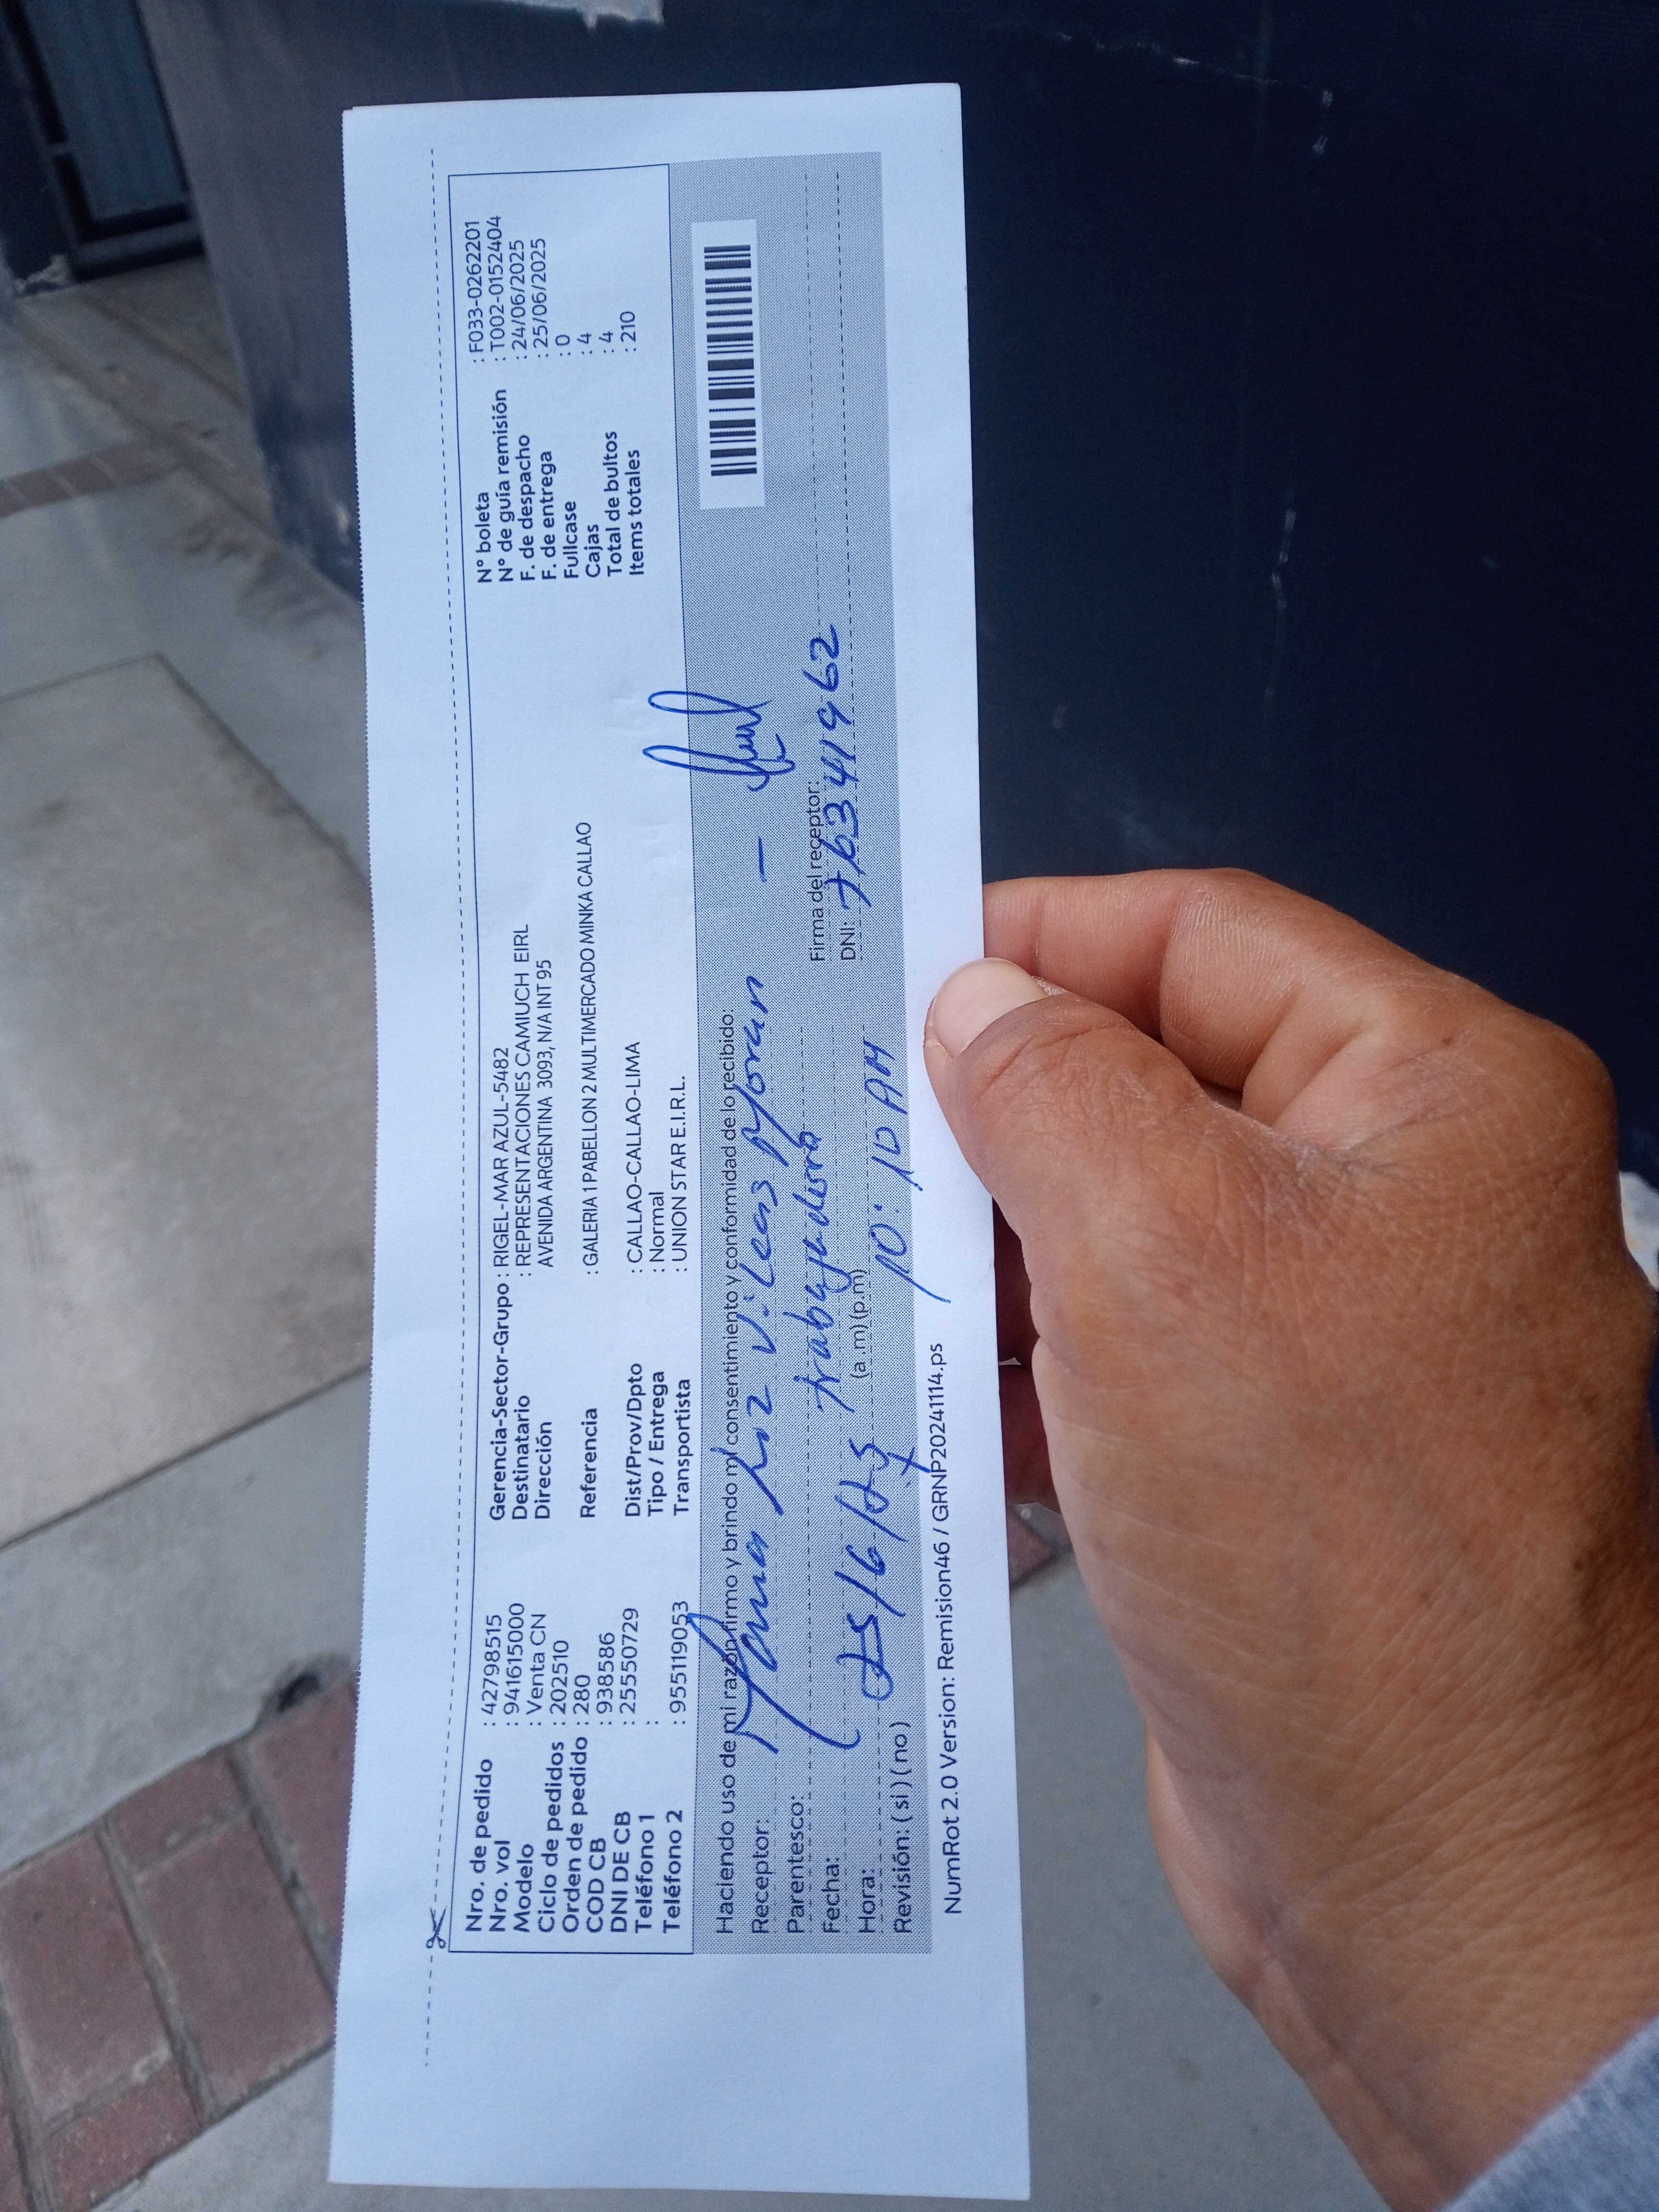 Nro. de pedido : 42798515
Nro. vol : 941615000
Modelo : Venta CN
Ciclo de pedidos : 202510
Orden de pedido : 280
COD CB : 938586
DNI DE CB : 25550729
Teléfono 1 :
Teléfono 2 : 955119053
Gerencia-Sector-Grupo : RIGEL-MAR AZUL-5482
Destinatario : REPRESENTACIONES CAMIUCH EIRL
Dirección AVENIDA ARGENTINA 3093, N/A INT 95
Referencia : GALERIA 1 PABELLON 2 MULTIMERCADO MINKA CALLAO
Dist/Prov/Dpto : CALLAO-CALLAO-LIMA
Tipo / Entrega : Normal
Transportista : UNION STAR E.I.R.L.
N° boleta : F033-0262201
N° de guía remisión : T002-0152404
F. de despacho : 24/06/2025
F. de entrega : 25/06/2025
Fullcase : 0
Cajas : 4
Total de bultos : 4
Items totales : 210
Haciendo uso de mi razón firmo y brindo mi consentimiento y conformidad de lo recibido:
Receptor: Luz Vilcas Moran
Parentesco: trabajadora
Firma del receptor:
Fecha: 25/6/25
DNI: 76341962
Hora: (a .m) (p.m) 10:10 AM
Revisión: ( si ) ( no )
NumRot 2.0 Version: Remision46 / GRNP20241114.ps